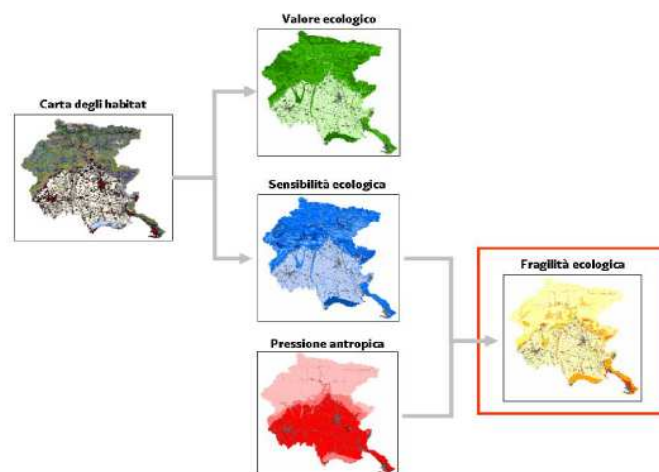 Valore ecologico
Carta degli habitat
Sensibilità ecologica
Fragilità ecologica
Pressione antropica